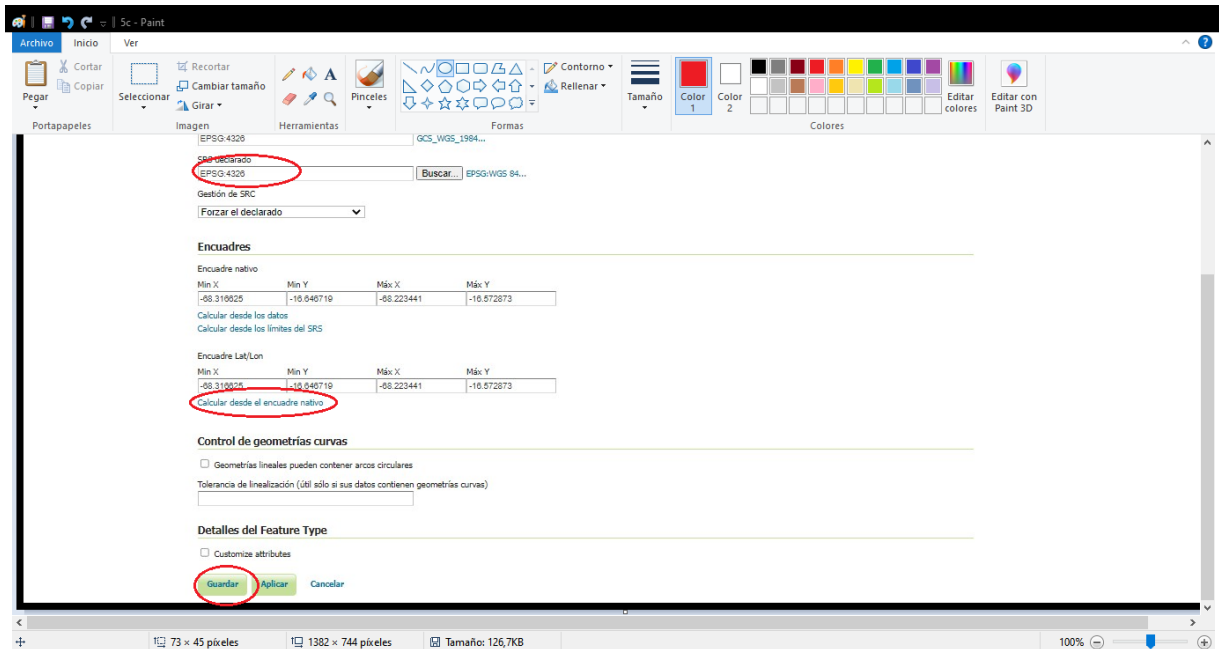 5c - Paint
Archivo Inicio Ver
Pegar
Cortar
Copiar
Portapapeles
Seleccionar
Recortar
Cambiar tamaño
Girar
Imagen
A
Herramientas
Pinceles
Contorno
Rellenar
Formas
Tamaño
Color 1
Color 2
Editar colores
Colores
Editar con Paint 3D
EPSG:4326 GCS_WGS_1984...
SRS declarado
EPSG:4326 Buscar... EPSG:WGS 84...
Gestión de SRC
Forzar el declarado
Encuadres
Encuadre nativo
Min X Min Y Máx X Máx Y
-68.316625 -16.646719 -68.223441 -16.572873
Calcular desde los datos
Calcular desde los límites del SRS
Encuadre Lat/Lon
Min X Min Y Máx X Máx Y
-68.316625 -16.646719 -68.223441 -16.572873
Calcular desde el encuadre nativo
Control de geometrías curvas
Geometrías lineales pueden contener arcos circulares
Tolerancia de linealización (útil sólo si sus datos contienen geometrías curvas)
Detalles del Feature Type
Customize attributes
Guardar Aplicar Cancelar
73 × 45 píxeles 1382 × 744 píxeles Tamaño: 126,7KB 100%